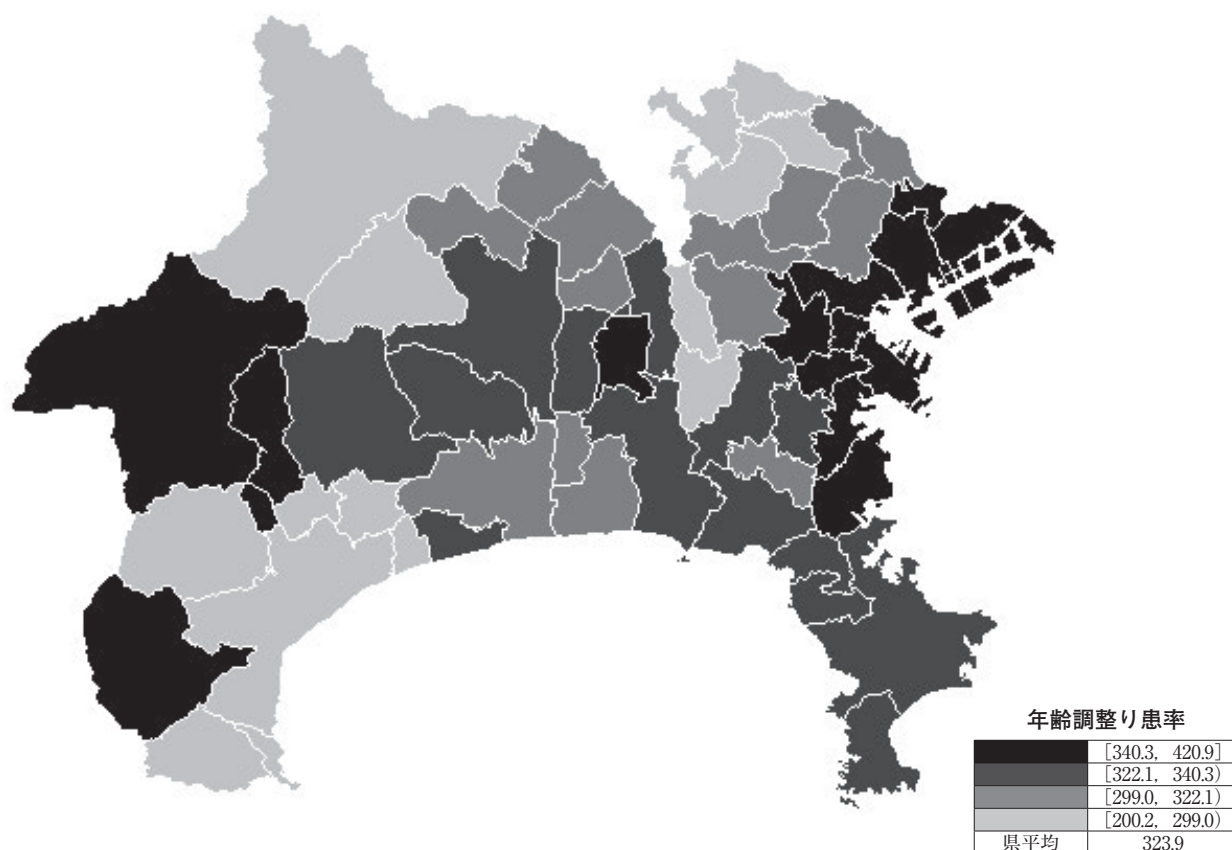 年齢調整り患率
[340.3, 420.9]
[322.1, 340.3)
[299.0, 322.1)
[200.2, 299.0)
県平均 323.9